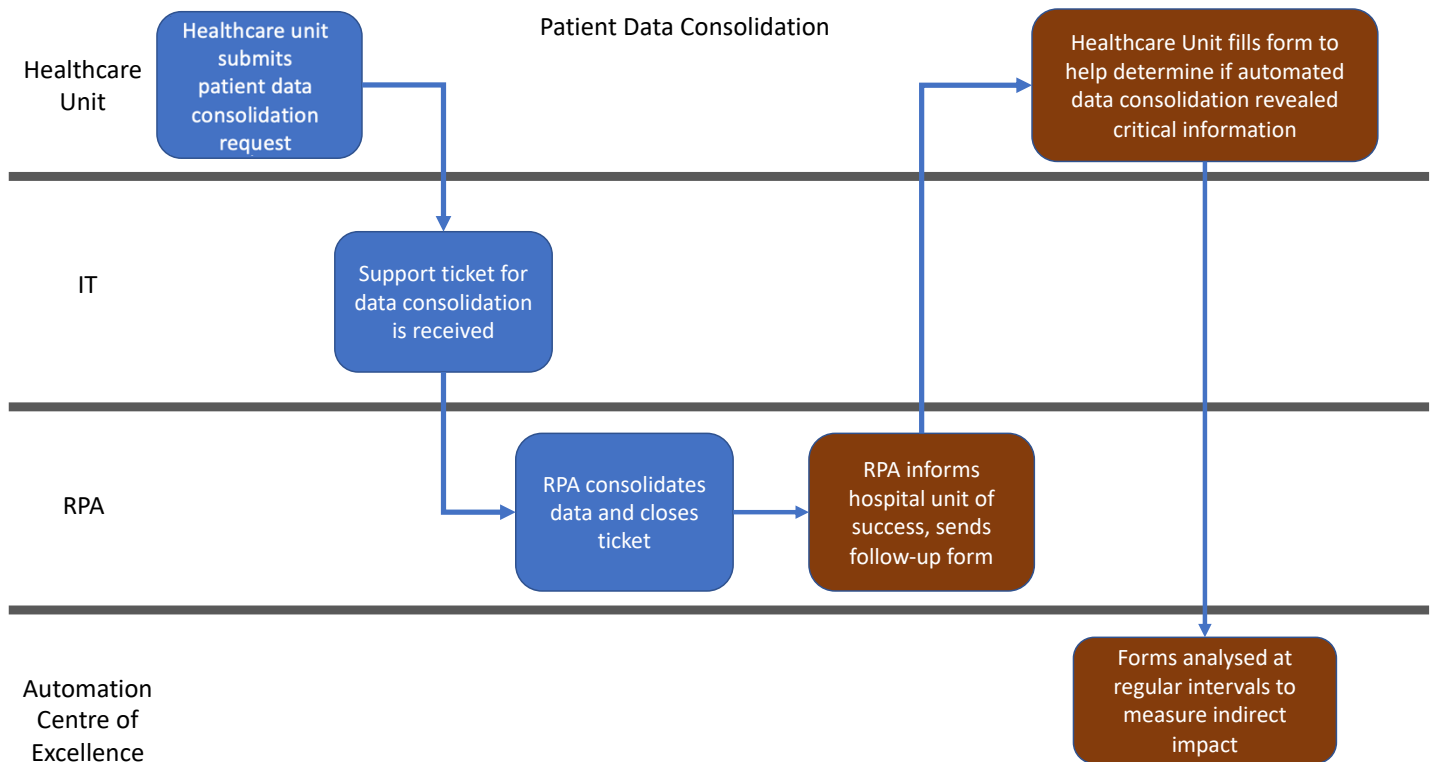 Patient Data Consolidation
Healthcare
Unit
Healthcare unit
submits
patient data
consolidation
request
Healthcare Unit fills form to
help determine if automated
data consolidation revealed
critical information
IT
Support ticket for
data consolidation
is received
RPA
RPA consolidates
data and closes
ticket
RPA informs
hospital unit of
success, sends
follow-up form
Automation
Centre of
Excellence
Forms analysed at
regular intervals to
measure indirect
impact